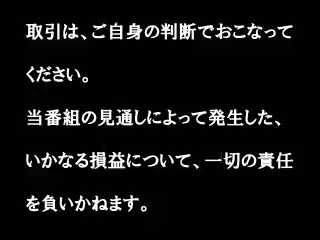 取引は、ご自身の判断でおこなって
ください。
当番組の見通しによって発生した、
いかなる損益について、一切の責任
を負いかねます。